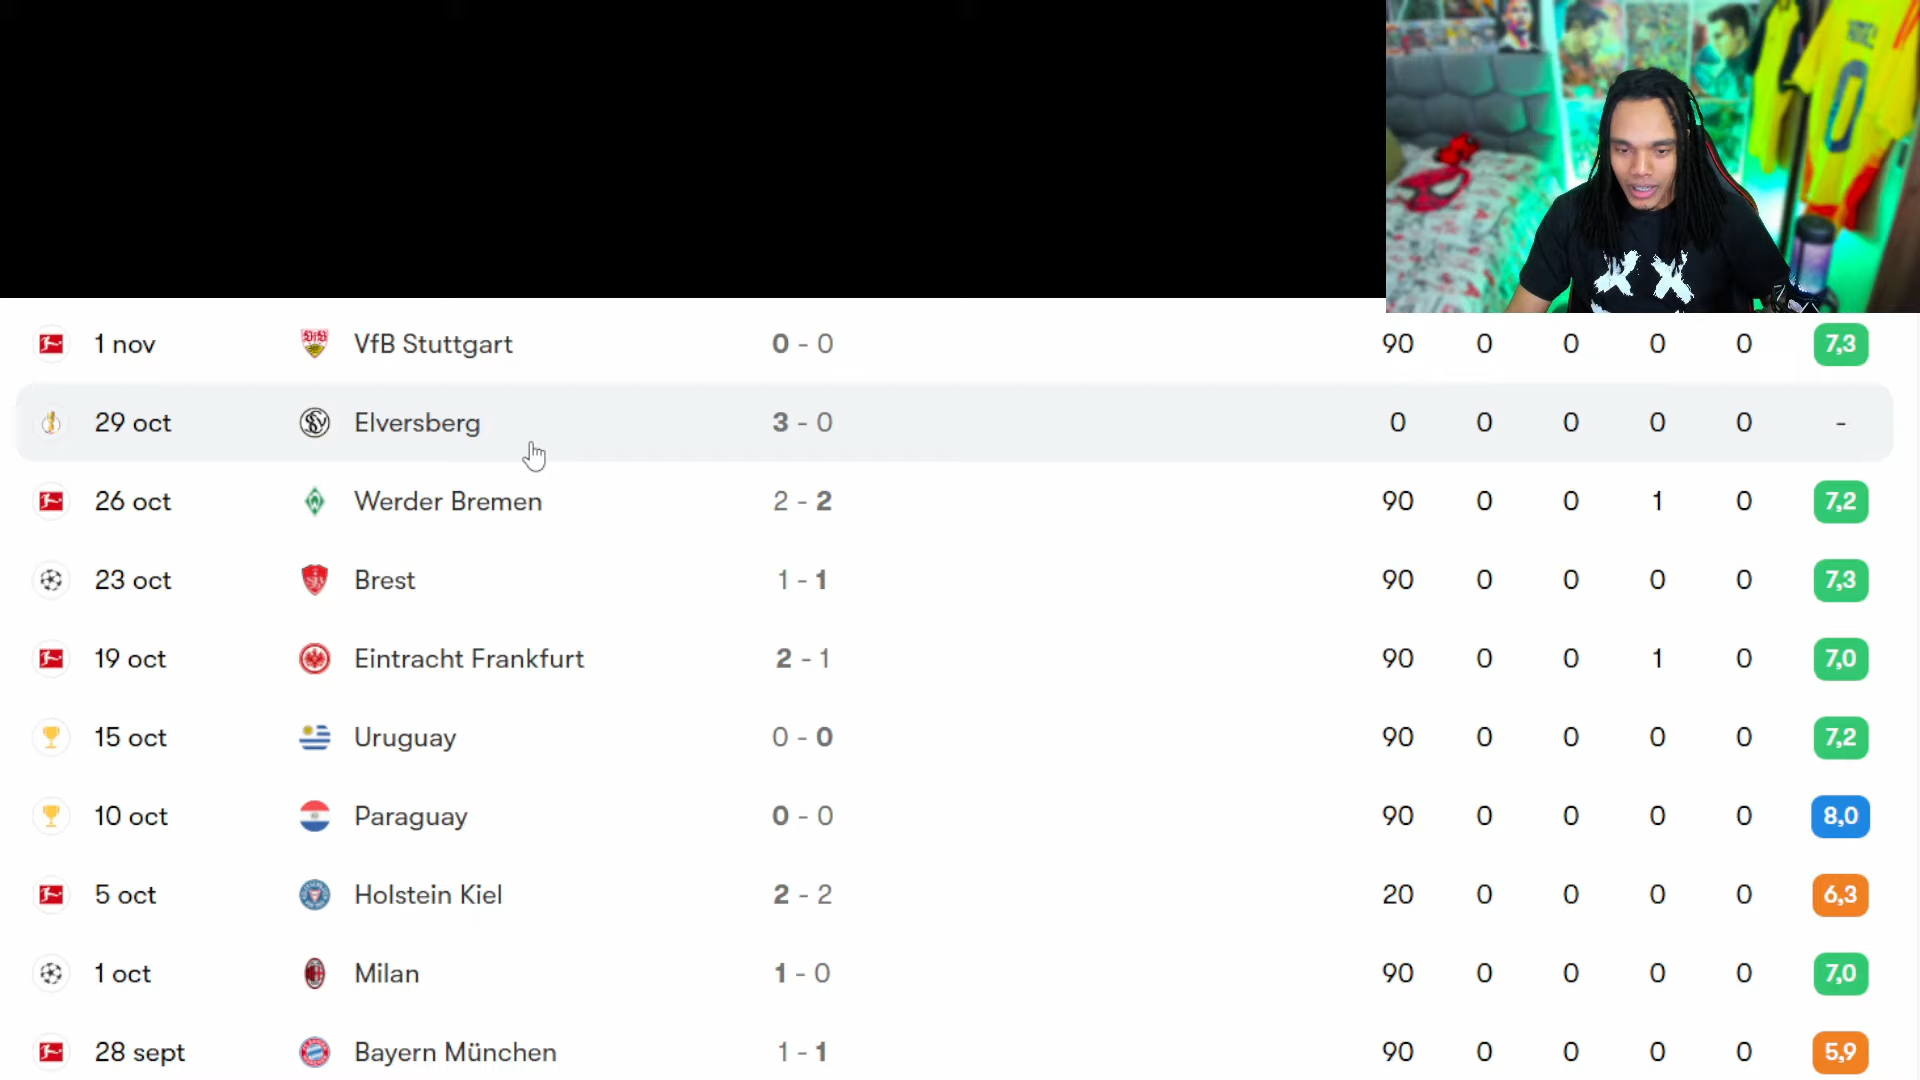 1 nov VfB Stuttgart 0 - 0 90 0 0 0 0 7,3
29 oct Elversberg 3 - 0 0 0 0 0 0 -
26 oct Werder Bremen 2 - 2 90 0 0 1 0 7,2
23 oct Brest 1 - 1 90 0 0 0 0 7,3
19 oct Eintracht Frankfurt 2 - 1 90 0 0 1 0 7,0
15 oct Uruguay 0 - 0 90 0 0 0 0 7,2
10 oct Paraguay 0 - 0 90 0 0 0 0 8,0
5 oct Holstein Kiel 2 - 2 20 0 0 0 0 6,3
1 oct Milan 1 - 0 90 0 0 0 0 7,0
28 sept Bayern München 1 - 1 90 0 0 0 0 5,9